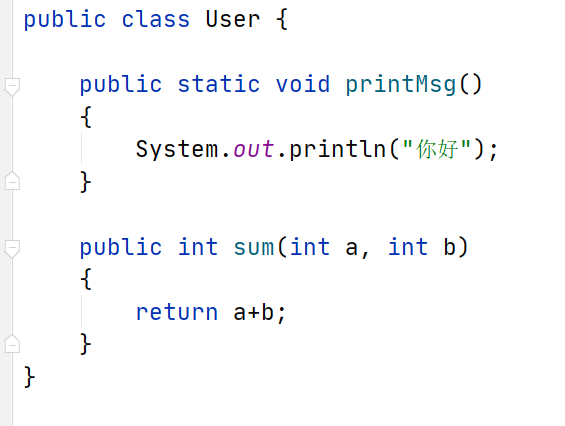 public class User {
public static void printMsg()
{
System.out.println("你好");
}
public int sum(int a, int b)
{
return a+b;
}
}